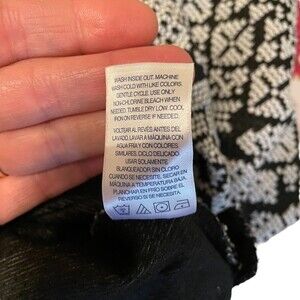 WASH INSIDE OUT. MACHINE
WASH COLD WITH LIKE COLORS.
GENTLE CYCLE. USE ONLY
NON-CHLORINE BLEACH WHEN
NEEDED. TUMBLE DRY LOW. COOL
IRON ON REVERSE IF NEEDED.
VOLTEAR AL REVÉS ANTES DEL
LAVADO, LAVAR A MÁQUINA CON
AGUA FRÍA Y CON COLORES
SIMILARES, CICLO DELICADO.
USAR SOLAMENTE
BLANQUEADOR SIN CLORO
CUANDO SE NECESITE. SECAR EN
MÁQUINA A TEMPERATURA BAJA.
PLANCHAR EN FRÍO SOBRE EL
REVERSO SI SE NECESITA.